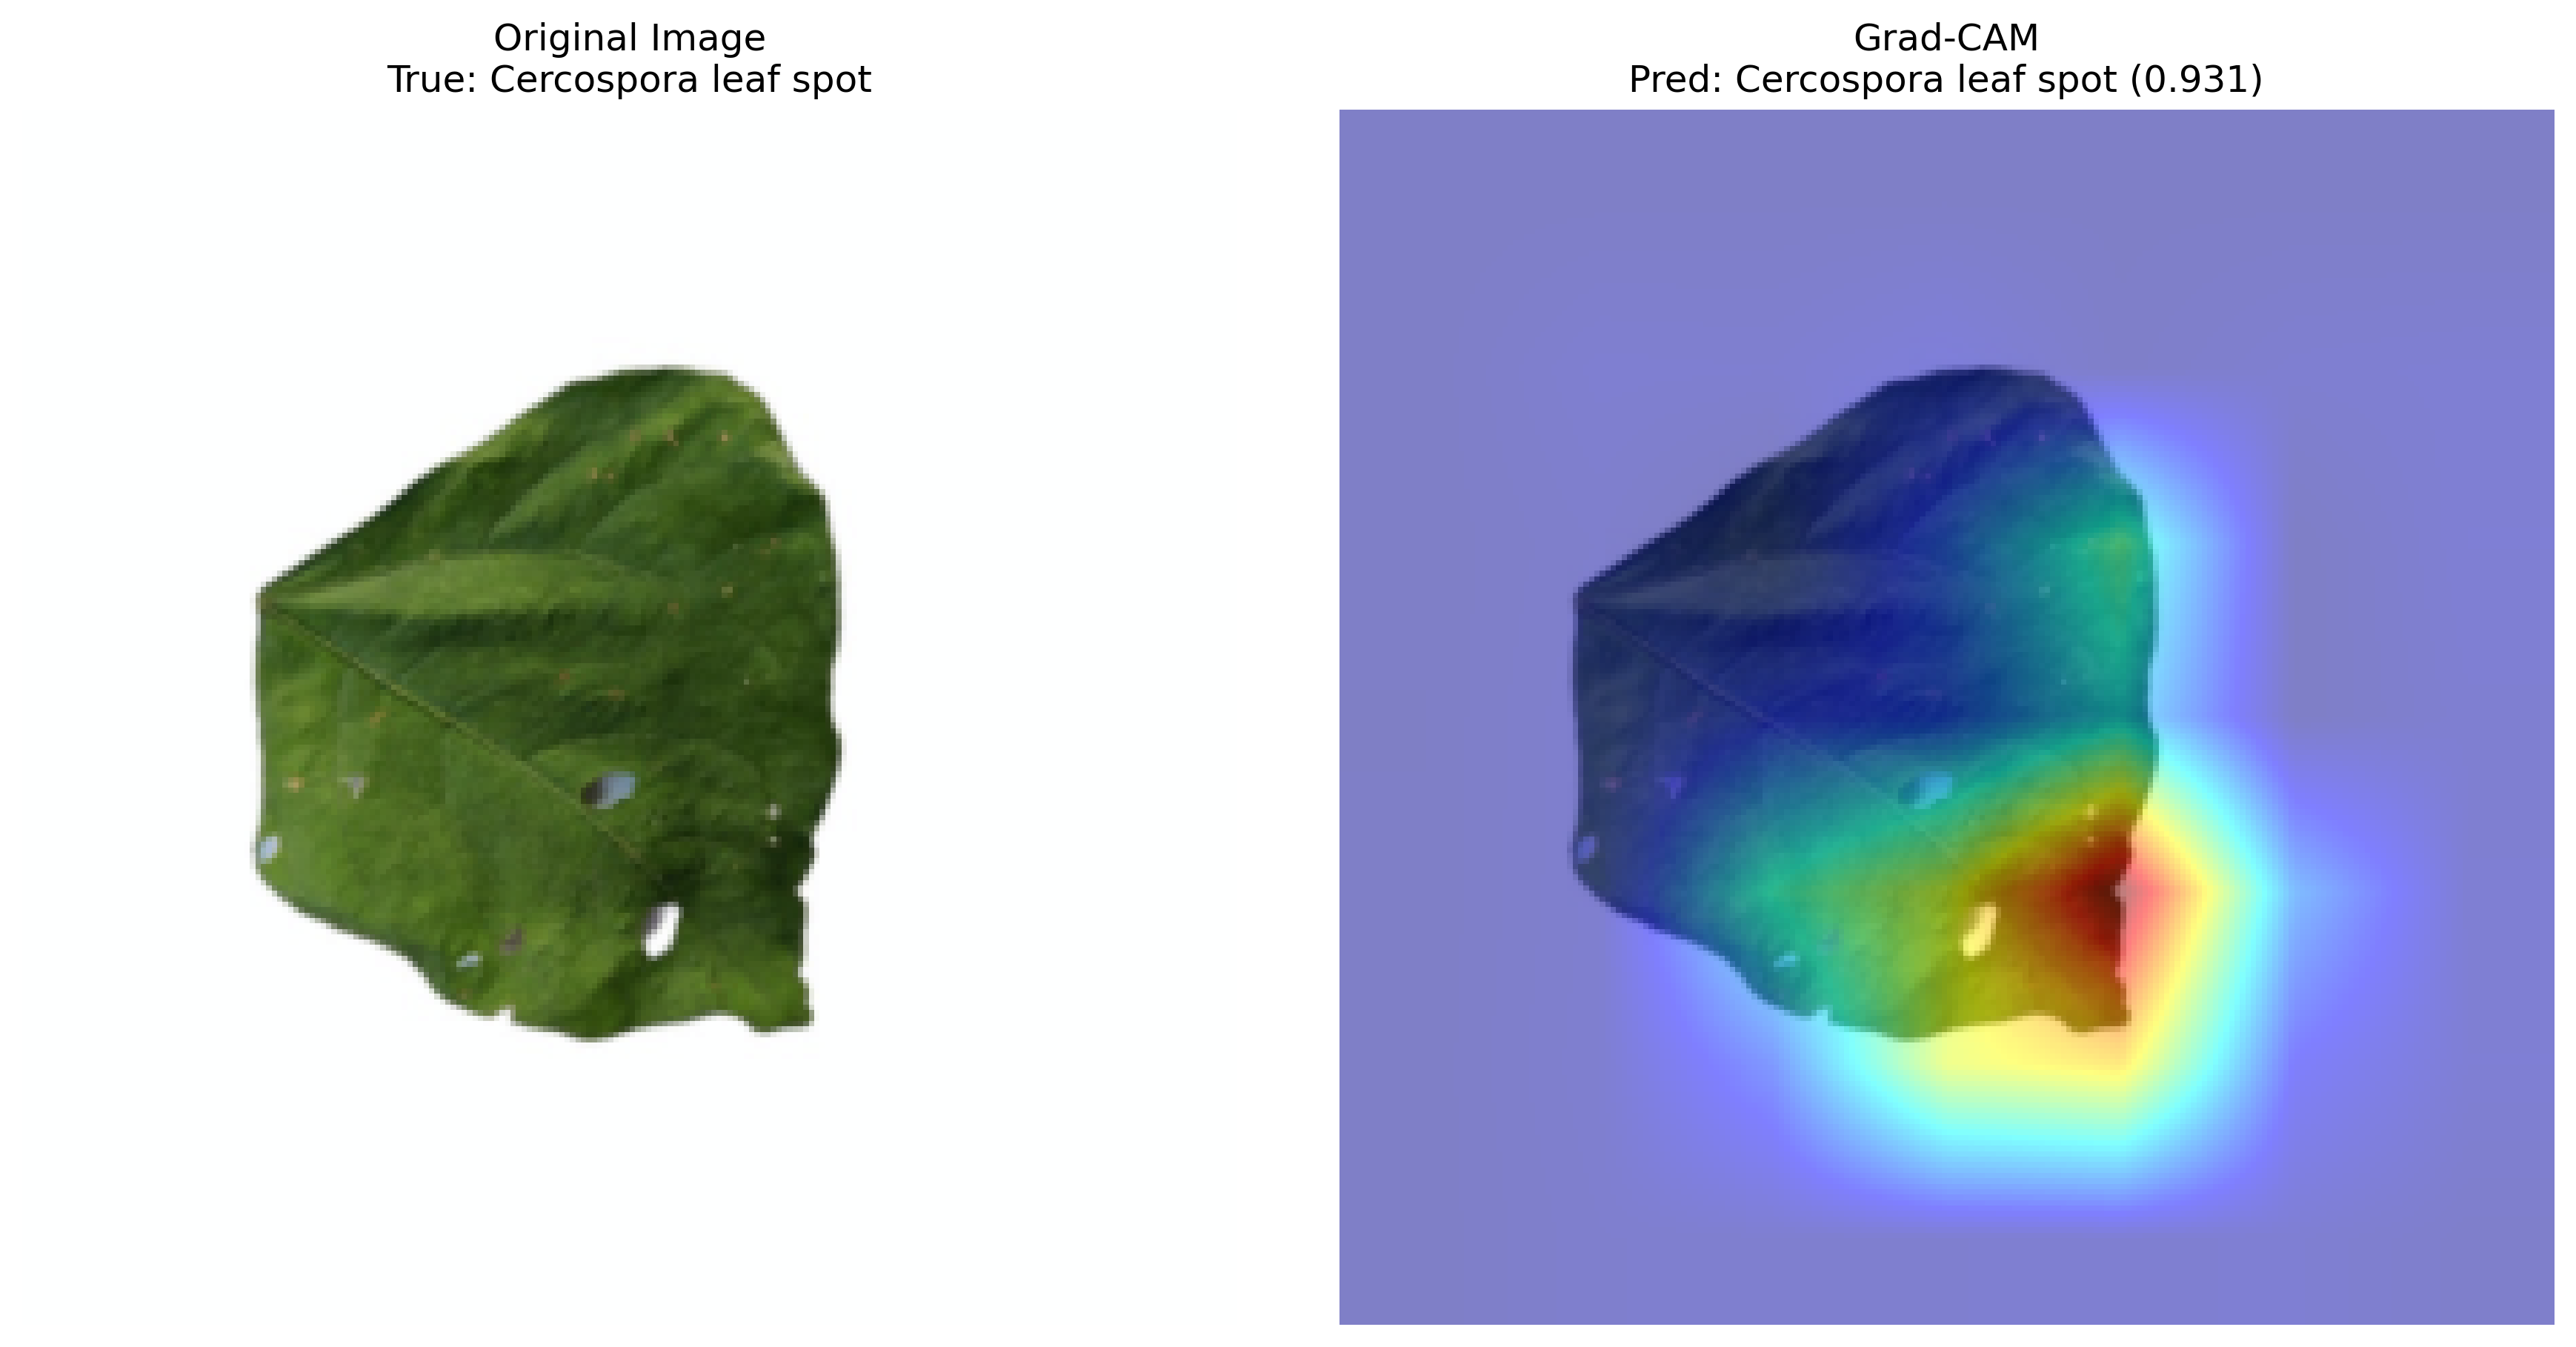 Original Image
True: Cercospora leaf spot
Grad-CAM
Pred: Cercospora leaf spot (0.931)